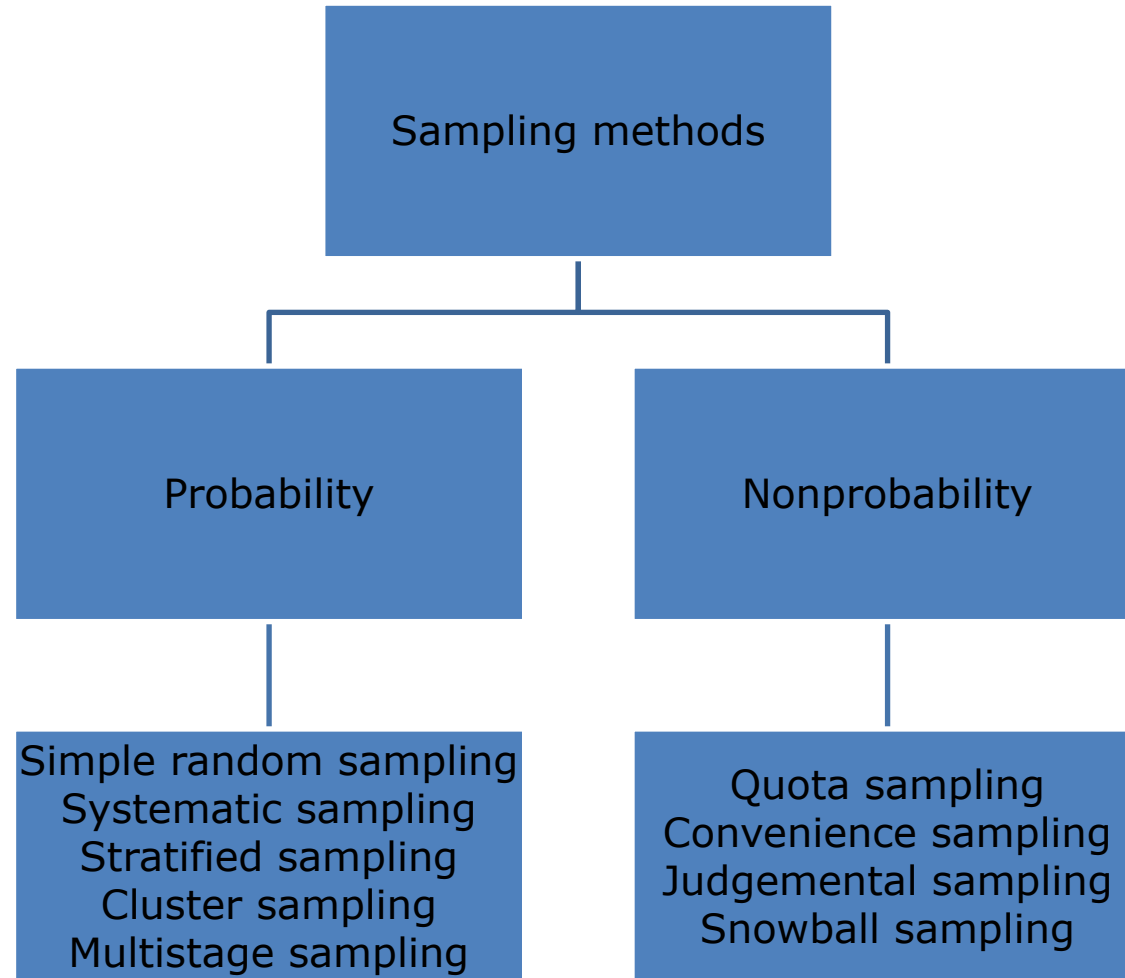 Sampling methods
Probability
Nonprobability
Simple random sampling
Systematic sampling
Stratified sampling
Cluster sampling
Multistage sampling
Quota sampling
Convenience sampling
Judgemental sampling
Snowball sampling